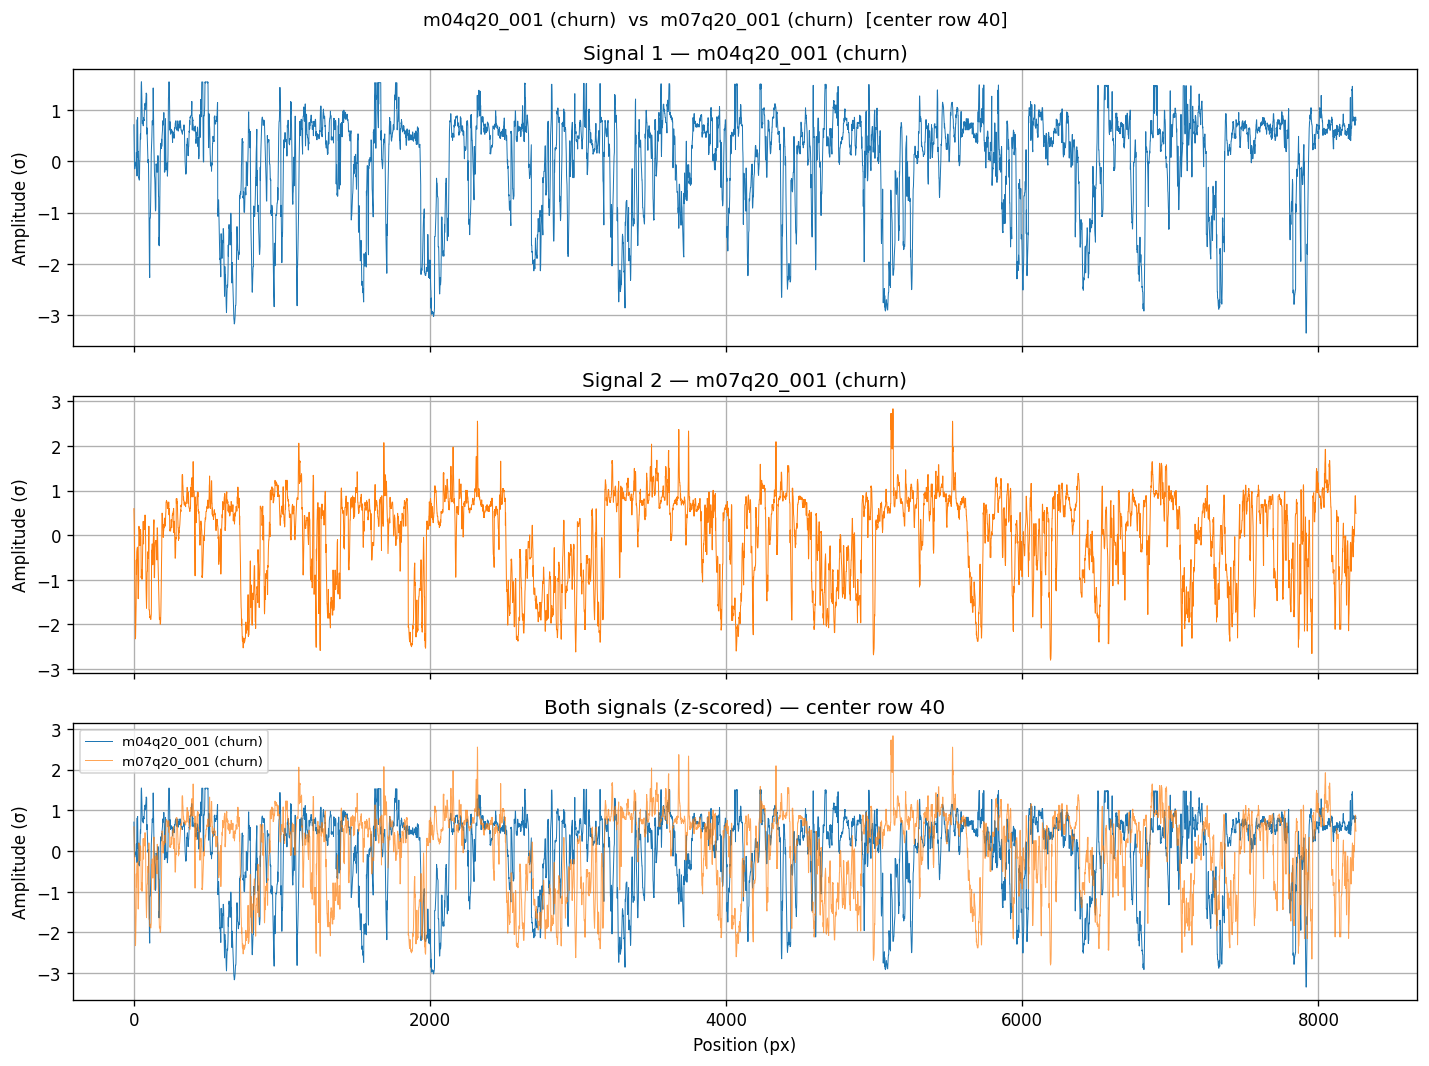 m04q20_001 (churn)  vs  m07q20_001 (churn)  [center row 40]
Signal 1 — m04q20_001 (churn)
Amplitude (σ)
1
0
−1
−2
−3
Signal 2 — m07q20_001 (churn)
Amplitude (σ)
3
2
1
0
−1
−2
−3
Both signals (z-scored) — center row 40
m04q20_001 (churn)
m07q20_001 (churn)
Amplitude (σ)
3
2
1
0
−1
−2
−3
0 2000 4000 6000 8000
Position (px)